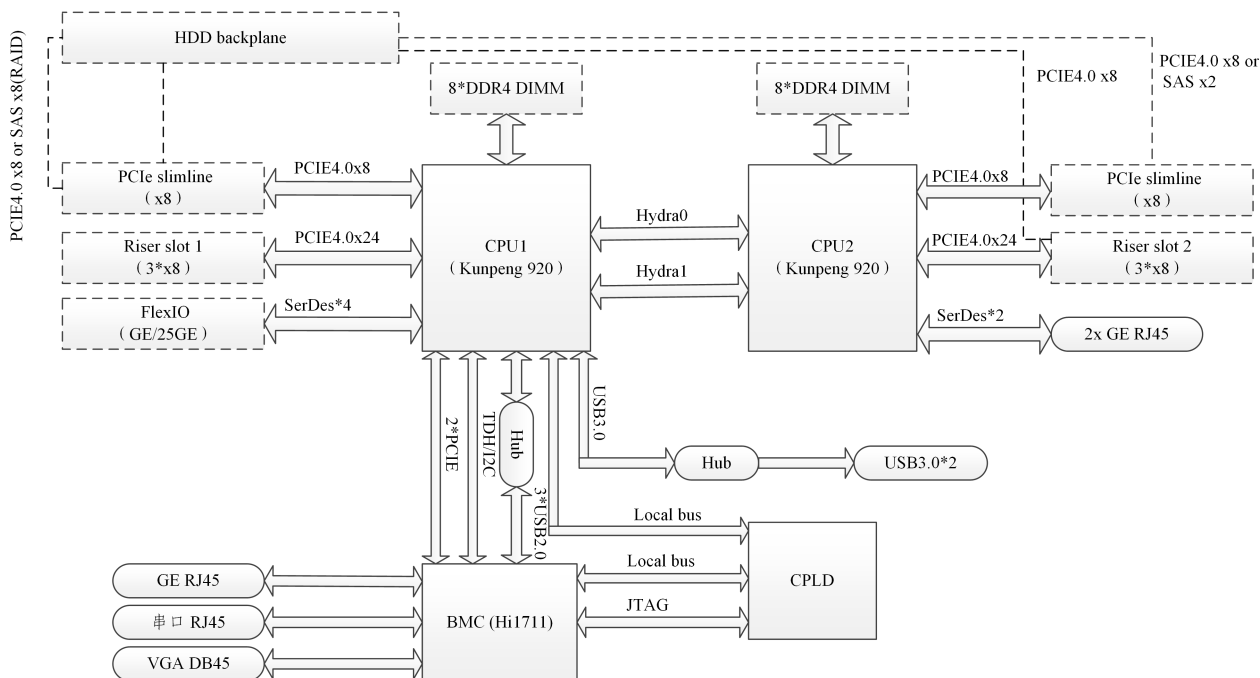 HDD backplane
PCIE4.0 x8 or SAS x8(RAID)
PCIE4.0 x8
PCIE4.0 x8 or
SAS x2
8*DDR4 DIMM
8*DDR4 DIMM
PCIe slimline
（x8）
PCIE4.0x8
Riser slot 1
（3*x8）
PCIE4.0x24
FlexIO
（GE/25GE）
SerDes*4
CPU1
（Kunpeng 920）
Hydra0
Hydra1
CPU2
（Kunpeng 920）
PCIE4.0x8
PCIe slimline
（x8）
PCIE4.0x24
Riser slot 2
（3*x8）
SerDes*2
2x GE RJ45
2*PCIE
TDH/I2C
Hub
3*USB2.0
USB3.0
Hub
USB3.0*2
Local bus
Local bus
JTAG
CPLD
GE RJ45
串口 RJ45
VGA DB45
BMC (Hi1711)